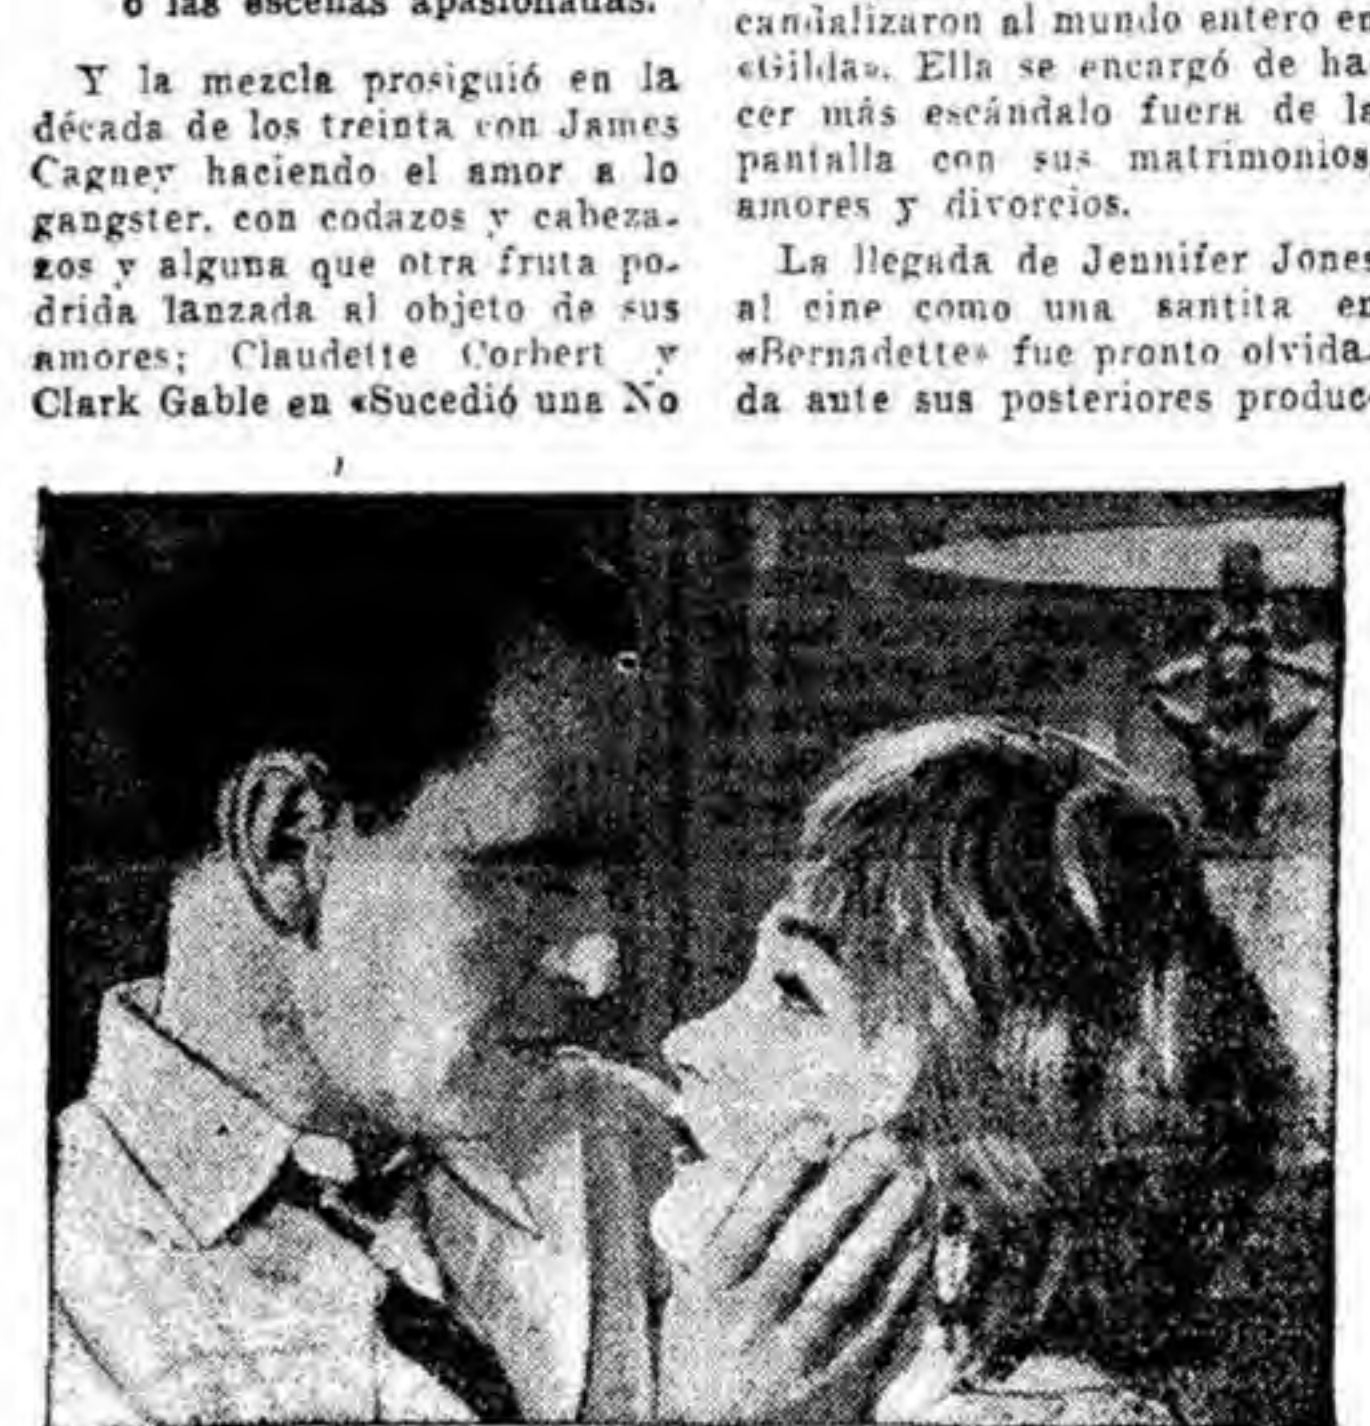 o las escenas apasionadas.
Y la mezcla prosiguió en la
década de los treinta con James
Cagney haciendo el amor a lo
gangster, con codazos y cabeza-
zos y alguna que otra fruta po-
drida lanzada al objeto de sus
amores; Claudette Corbert y
Clark Gable en «Sucedió una No
candalizaron al mundo entero en
«Gilda». Ella se encargó de ha-
cer más escándalo fuera de la
pantalla con sus matrimonios,
amores y divorcios.
La llegada de Jennifer Jones
al cine como una santita en
«Bernadette» fue pronto olvida-
da ante sus posteriores produc-